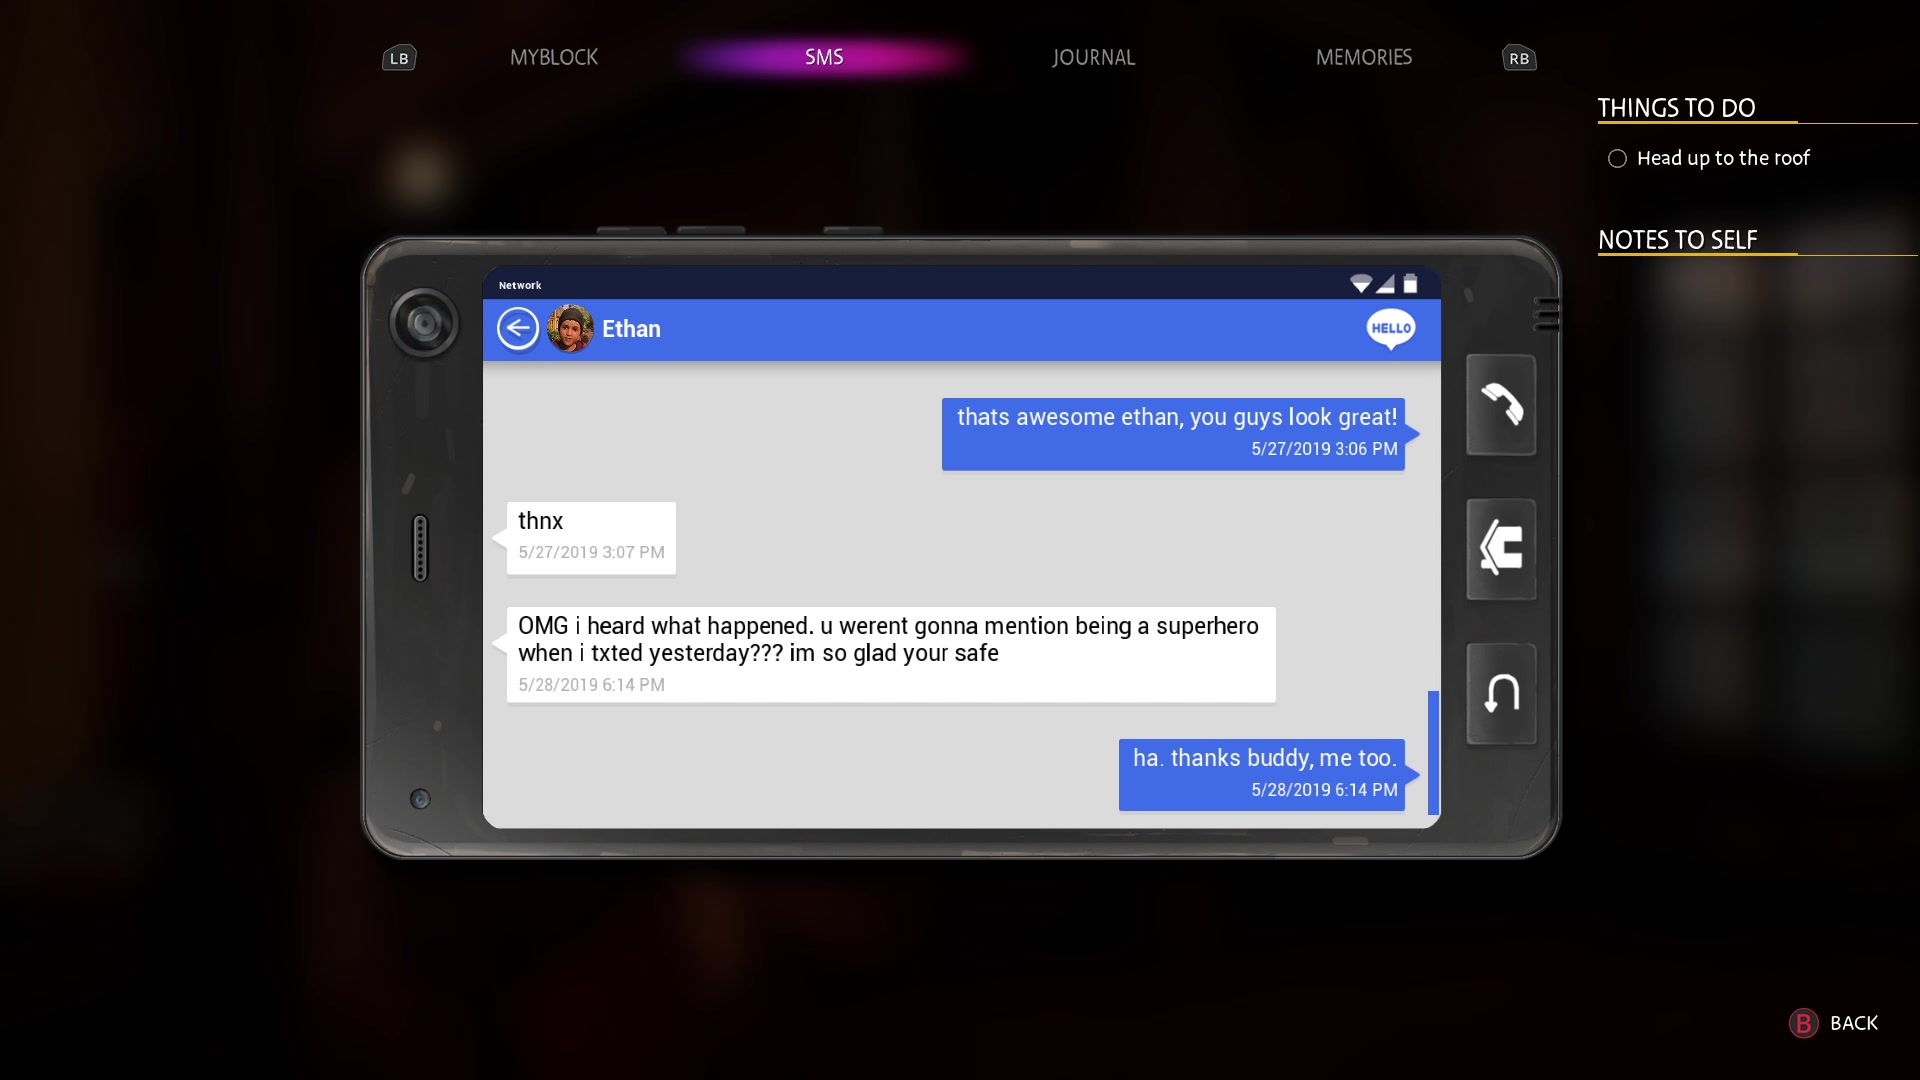 LB
MYBLOCK
SMS
JOURNAL
MEMORIES
RB
THINGS TO DO
Head up to the roof
NOTES TO SELF
Network
Ethan
HELLO
thats awesome ethan, you guys look great!
5/27/2019 3:06 PM
thnx
5/27/2019 3:07 PM
OMG i heard what happened. u werent gonna mention being a superhero
when i txted yesterday??? im so glad your safe
5/28/2019 6:14 PM
ha. thanks buddy, me too.
5/28/2019 6:14 PM
B BACK